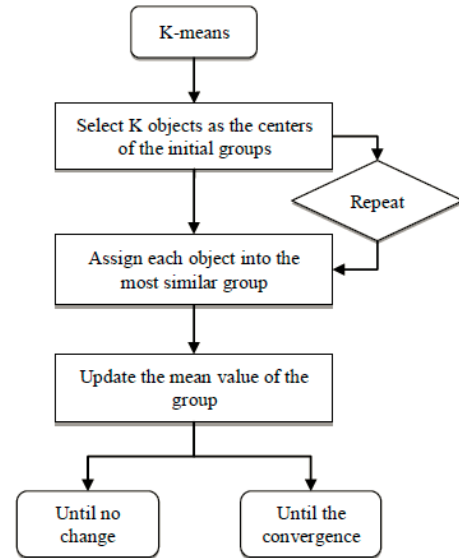 K-means
Select K objects as the centers
of the initial groups
Repeat
Assign each object into the
most similar group
Update the mean value of the
group
Until no
change
Until the
convergence